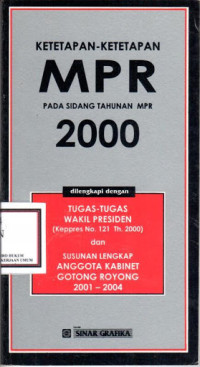 KETETAPAN-KETETAPAN
MPR
PADA SIDANG TAHUNAN MPR
2000
dilengkapi dengan
TUGAS-TUGAS
WAKIL PRESIDEN
(Keppres No. 121 Th. 2000)
dan
SUSUNAN LENGKAP
ANGGOTA KABINET
GOTONG ROYONG
2001 – 2004
SINAR GRAFIKA